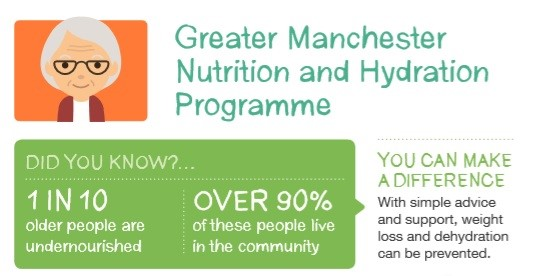 Greater Manchester
Nutrition and Hydration
Programme
DID YOU KNOW?...
1 IN 10
older people are
undernourished
OVER 90%
of these people live
in the community
YOU CAN MAKE
A DIFFERENCE
With simple advice
and support, weight
loss and dehydration
can be prevented.